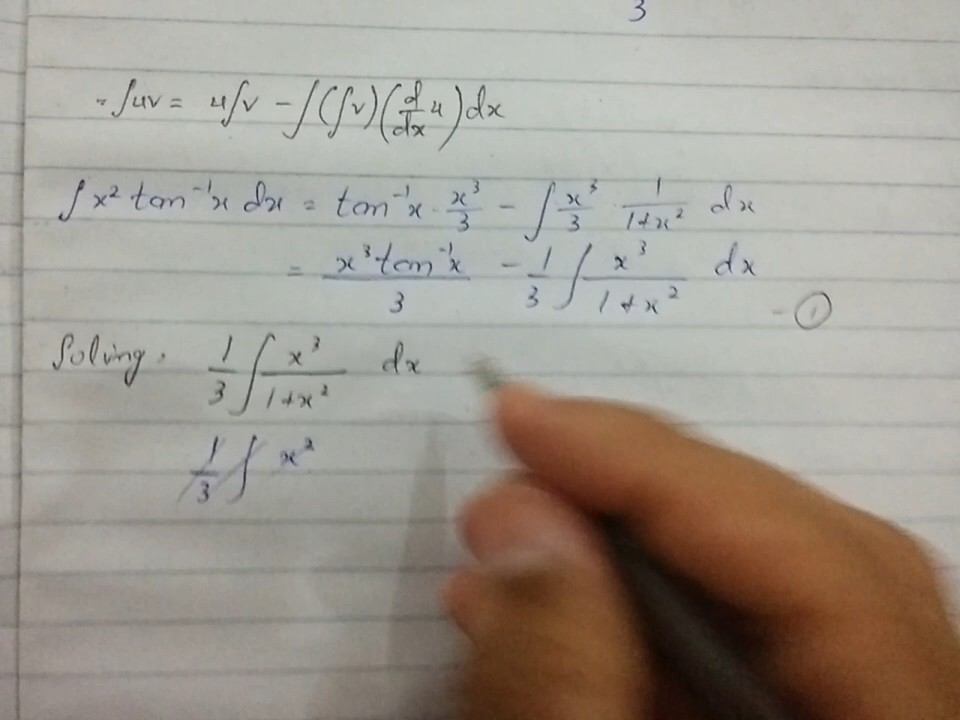 3
= ∫uv = u∫v - ∫(∫v)(d/dx u)dx
∫x² tan⁻¹x dx = tan⁻¹x · x³/3 - ∫ x³/3 · 1/(1+x²) dx
= x³tan⁻¹x/3 - 1/3 ∫ x³/(1+x²) dx - ①
Solving, 1/3 ∫ x³/(1+x²) dx
1/3 ∫ x²